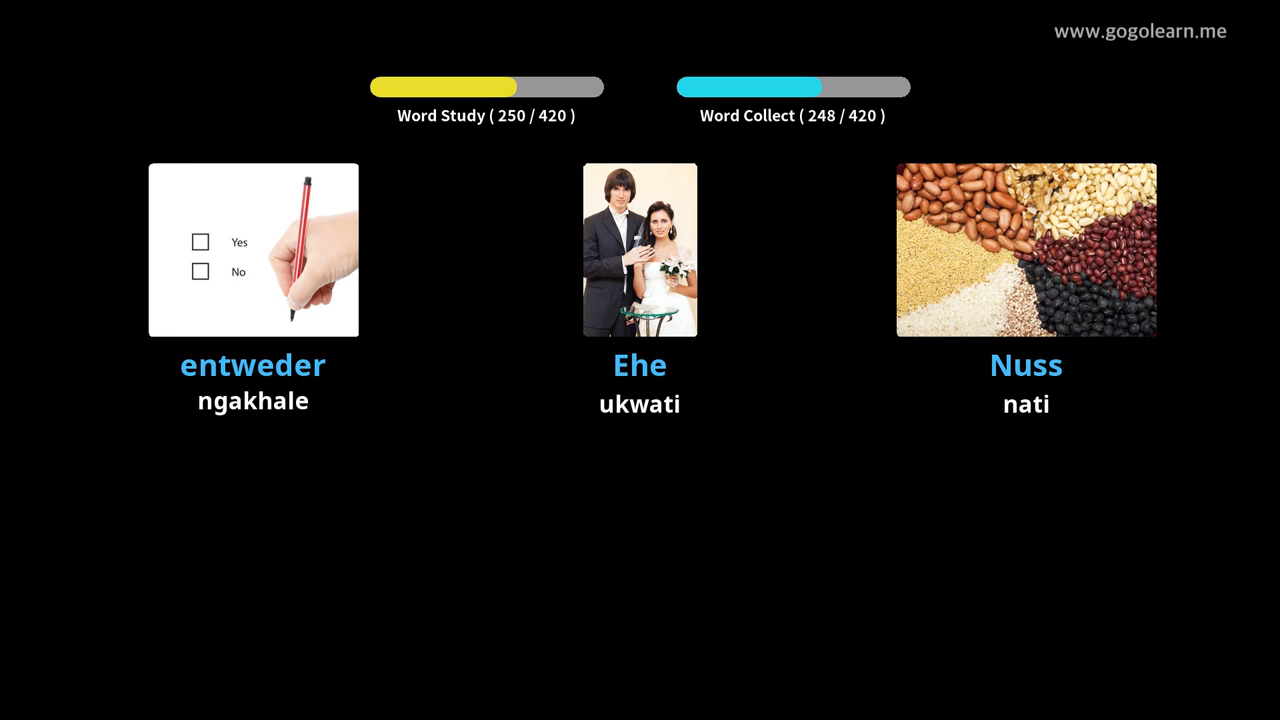 www.gogolearn.me
Word Study ( 250 / 420 )
Word Collect ( 248 / 420 )
Yes
No
entweder
ngakhale
Ehe
ukwati
Nuss
nati